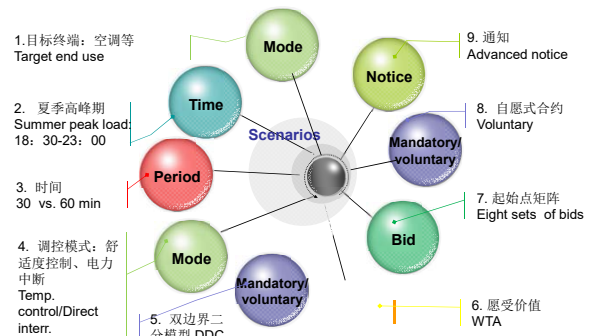 1.目标终端：空调等
Target end use
2. 夏季高峰期
Summer peak load:
18：30-23：00
3. 时间
30 vs. 60 min
4. 调控模式：舒
适度控制、电力
中断
Temp.
control/Direct
interr.
5. 双边界二
分模型 DDC
6. 愿受价值
WTA
7. 起始点矩阵
Eight sets of bids
8. 自愿式合约
Voluntary
9. 通知
Advanced notice
Scenarios
Mode
Time
Period
Mode
Mandatory/
voluntary
Bid
Mandatory/
voluntary
Notice